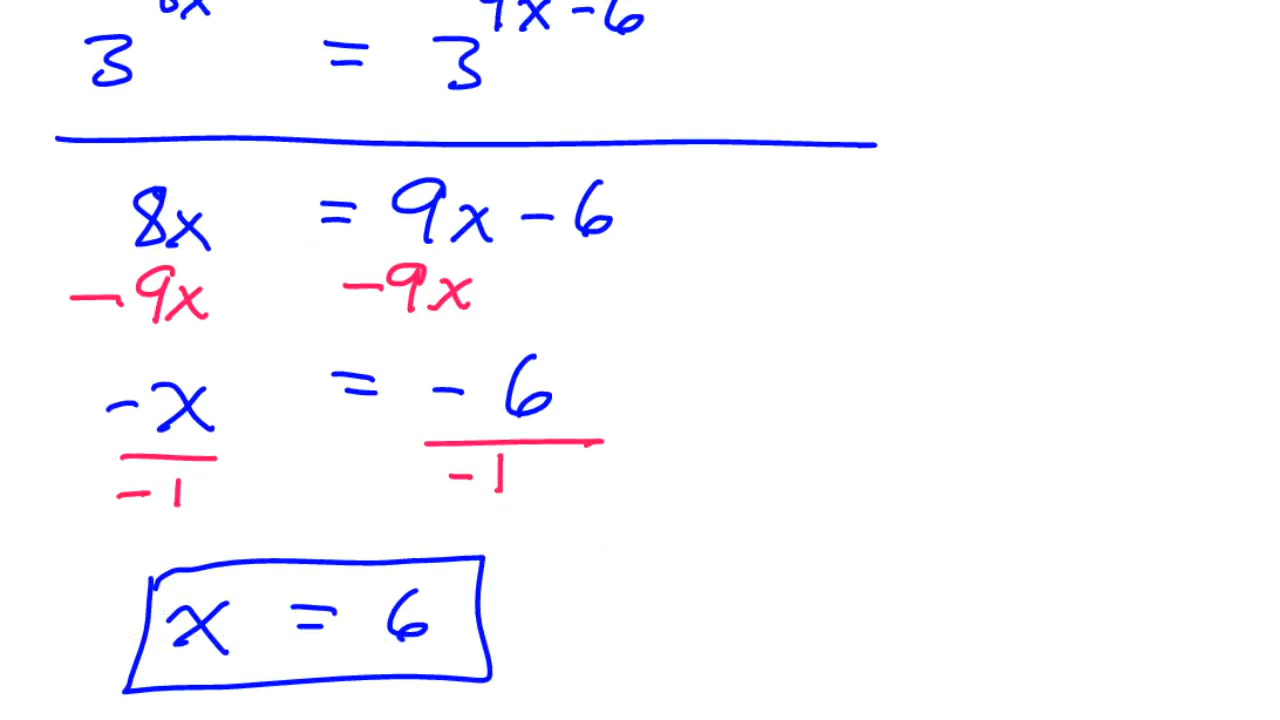 3^{8x} = 3^{9x-6}
8x = 9x - 6
-9x -9x
-x = -6
-1 -1
x = 6